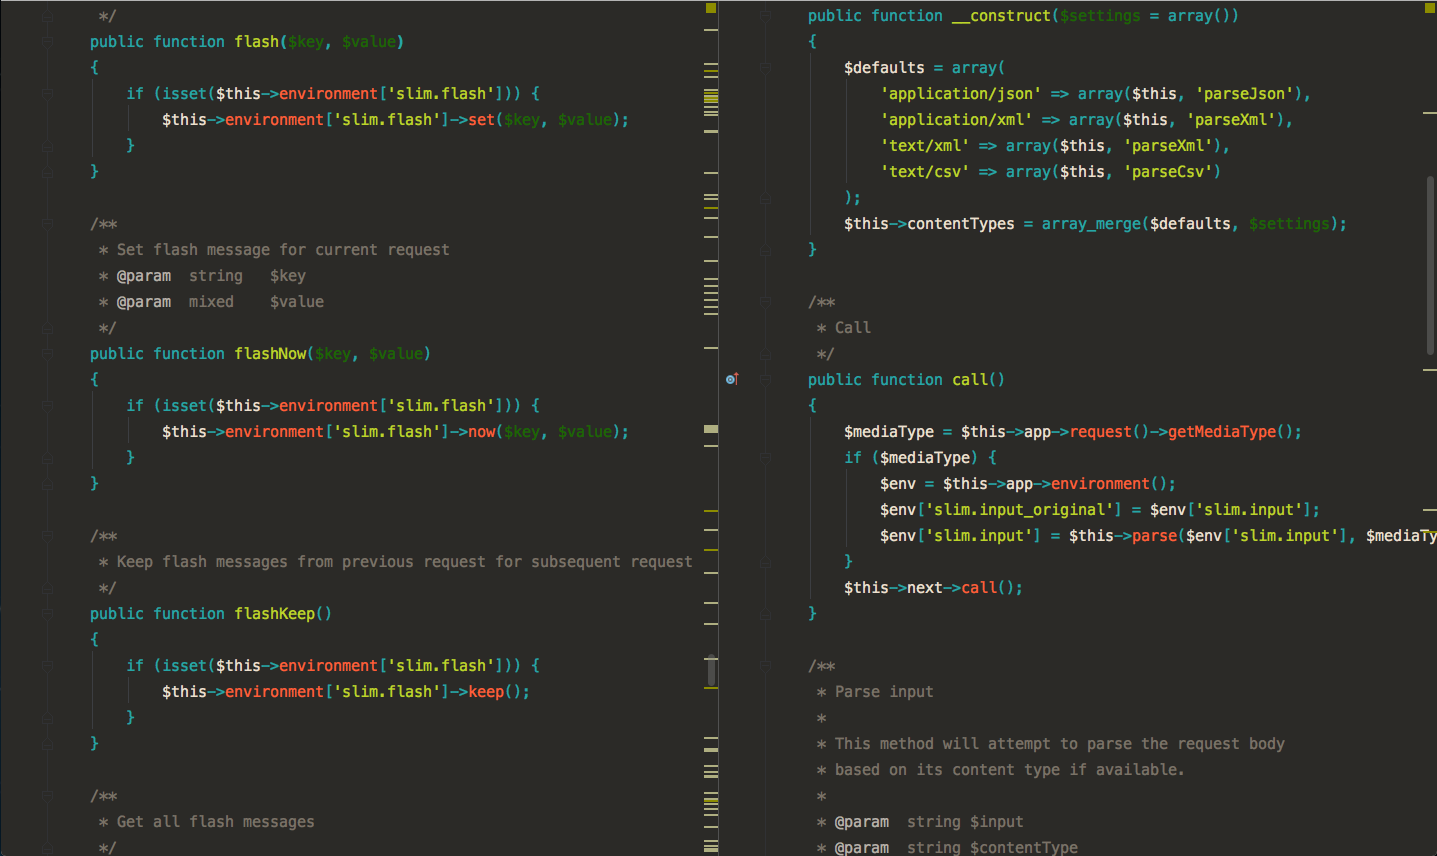 */
    public function flash($key, $value)
    {
        if (isset($this->environment['slim.flash'])) {
            $this->environment['slim.flash']->set($key, $value);
        }
    }

    /**
     * Set flash message for current request
     * @param  string   $key
     * @param  mixed    $value
     */
    public function flashNow($key, $value)
    {
        if (isset($this->environment['slim.flash'])) {
            $this->environment['slim.flash']->now($key, $value);
        }
    }

    /**
     * Keep flash messages from previous request for subsequent request
     */
    public function flashKeep()
    {
        if (isset($this->environment['slim.flash'])) {
            $this->environment['slim.flash']->keep();
        }
    }

    /**
     * Get all flash messages
     */
    public function __construct($settings = array())
    {
        $defaults = array(
            'application/json' => array($this, 'parseJson'),
            'application/xml' => array($this, 'parseXml'),
            'text/xml' => array($this, 'parseXml'),
            'text/csv' => array($this, 'parseCsv')
        );
        $this->contentTypes = array_merge($defaults, $settings);
    }

    /**
     * Call
     */
    public function call()
    {
        $mediaType = $this->app->request()->getMediaType();
        if ($mediaType) {
            $env = $this->app->environment();
            $env['slim.input_original'] = $env['slim.input'];
            $env['slim.input'] = $this->parse($env['slim.input'], $mediaTy
        }
        $this->next->call();
    }

    /**
     * Parse input
     *
     * This method will attempt to parse the request body
     * based on its content type if available.
     *
     * @param  string $input
     * @param  string $contentType